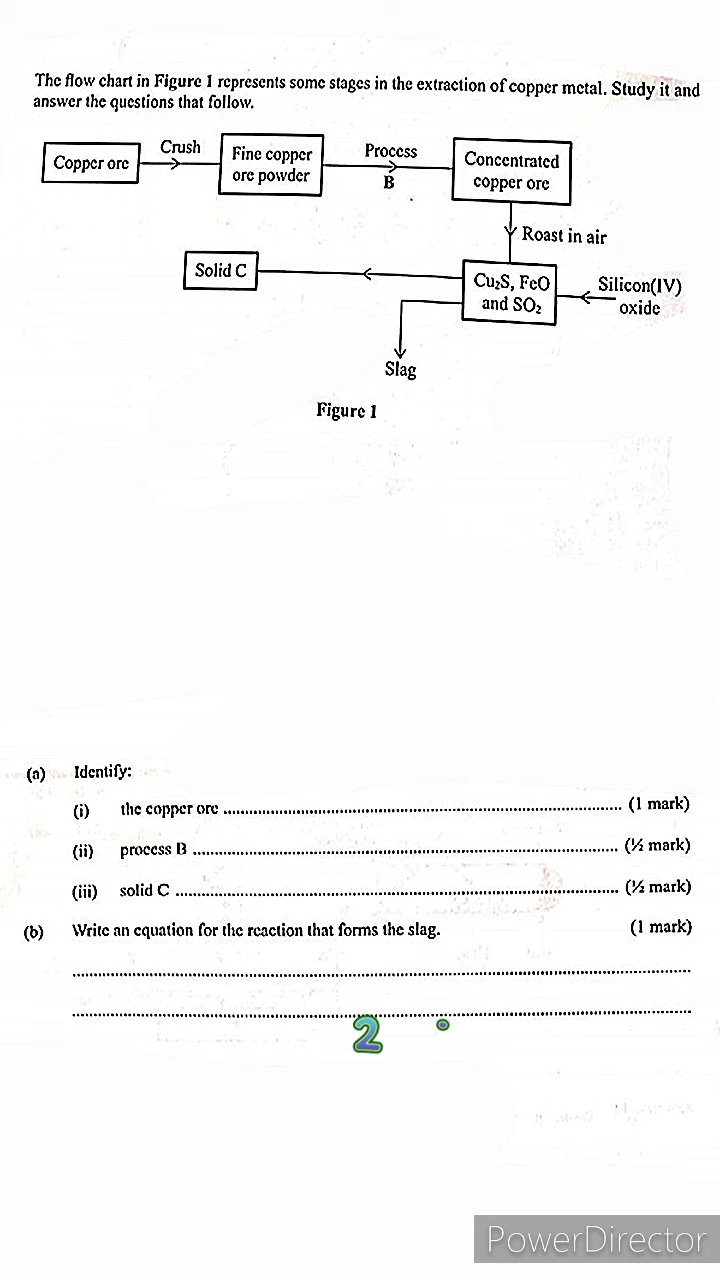 The flow chart in Figure 1 represents some stages in the extraction of copper metal. Study it and
answer the questions that follow.
Copper ore
Crush
Fine copper
ore powder
Process
B
Concentrated
copper ore
Roast in air
Solid C
Cu₂S, FeO
and SO₂
Silicon(IV)
oxide
Slag
Figure 1
(a) Identify:
(i) the copper ore ........................................ (1 mark)
(ii) process B ........................................ (½ mark)
(iii) solid C ........................................ (½ mark)
(b) Write an equation for the reaction that forms the slag. (1 mark)
2
PowerDirector